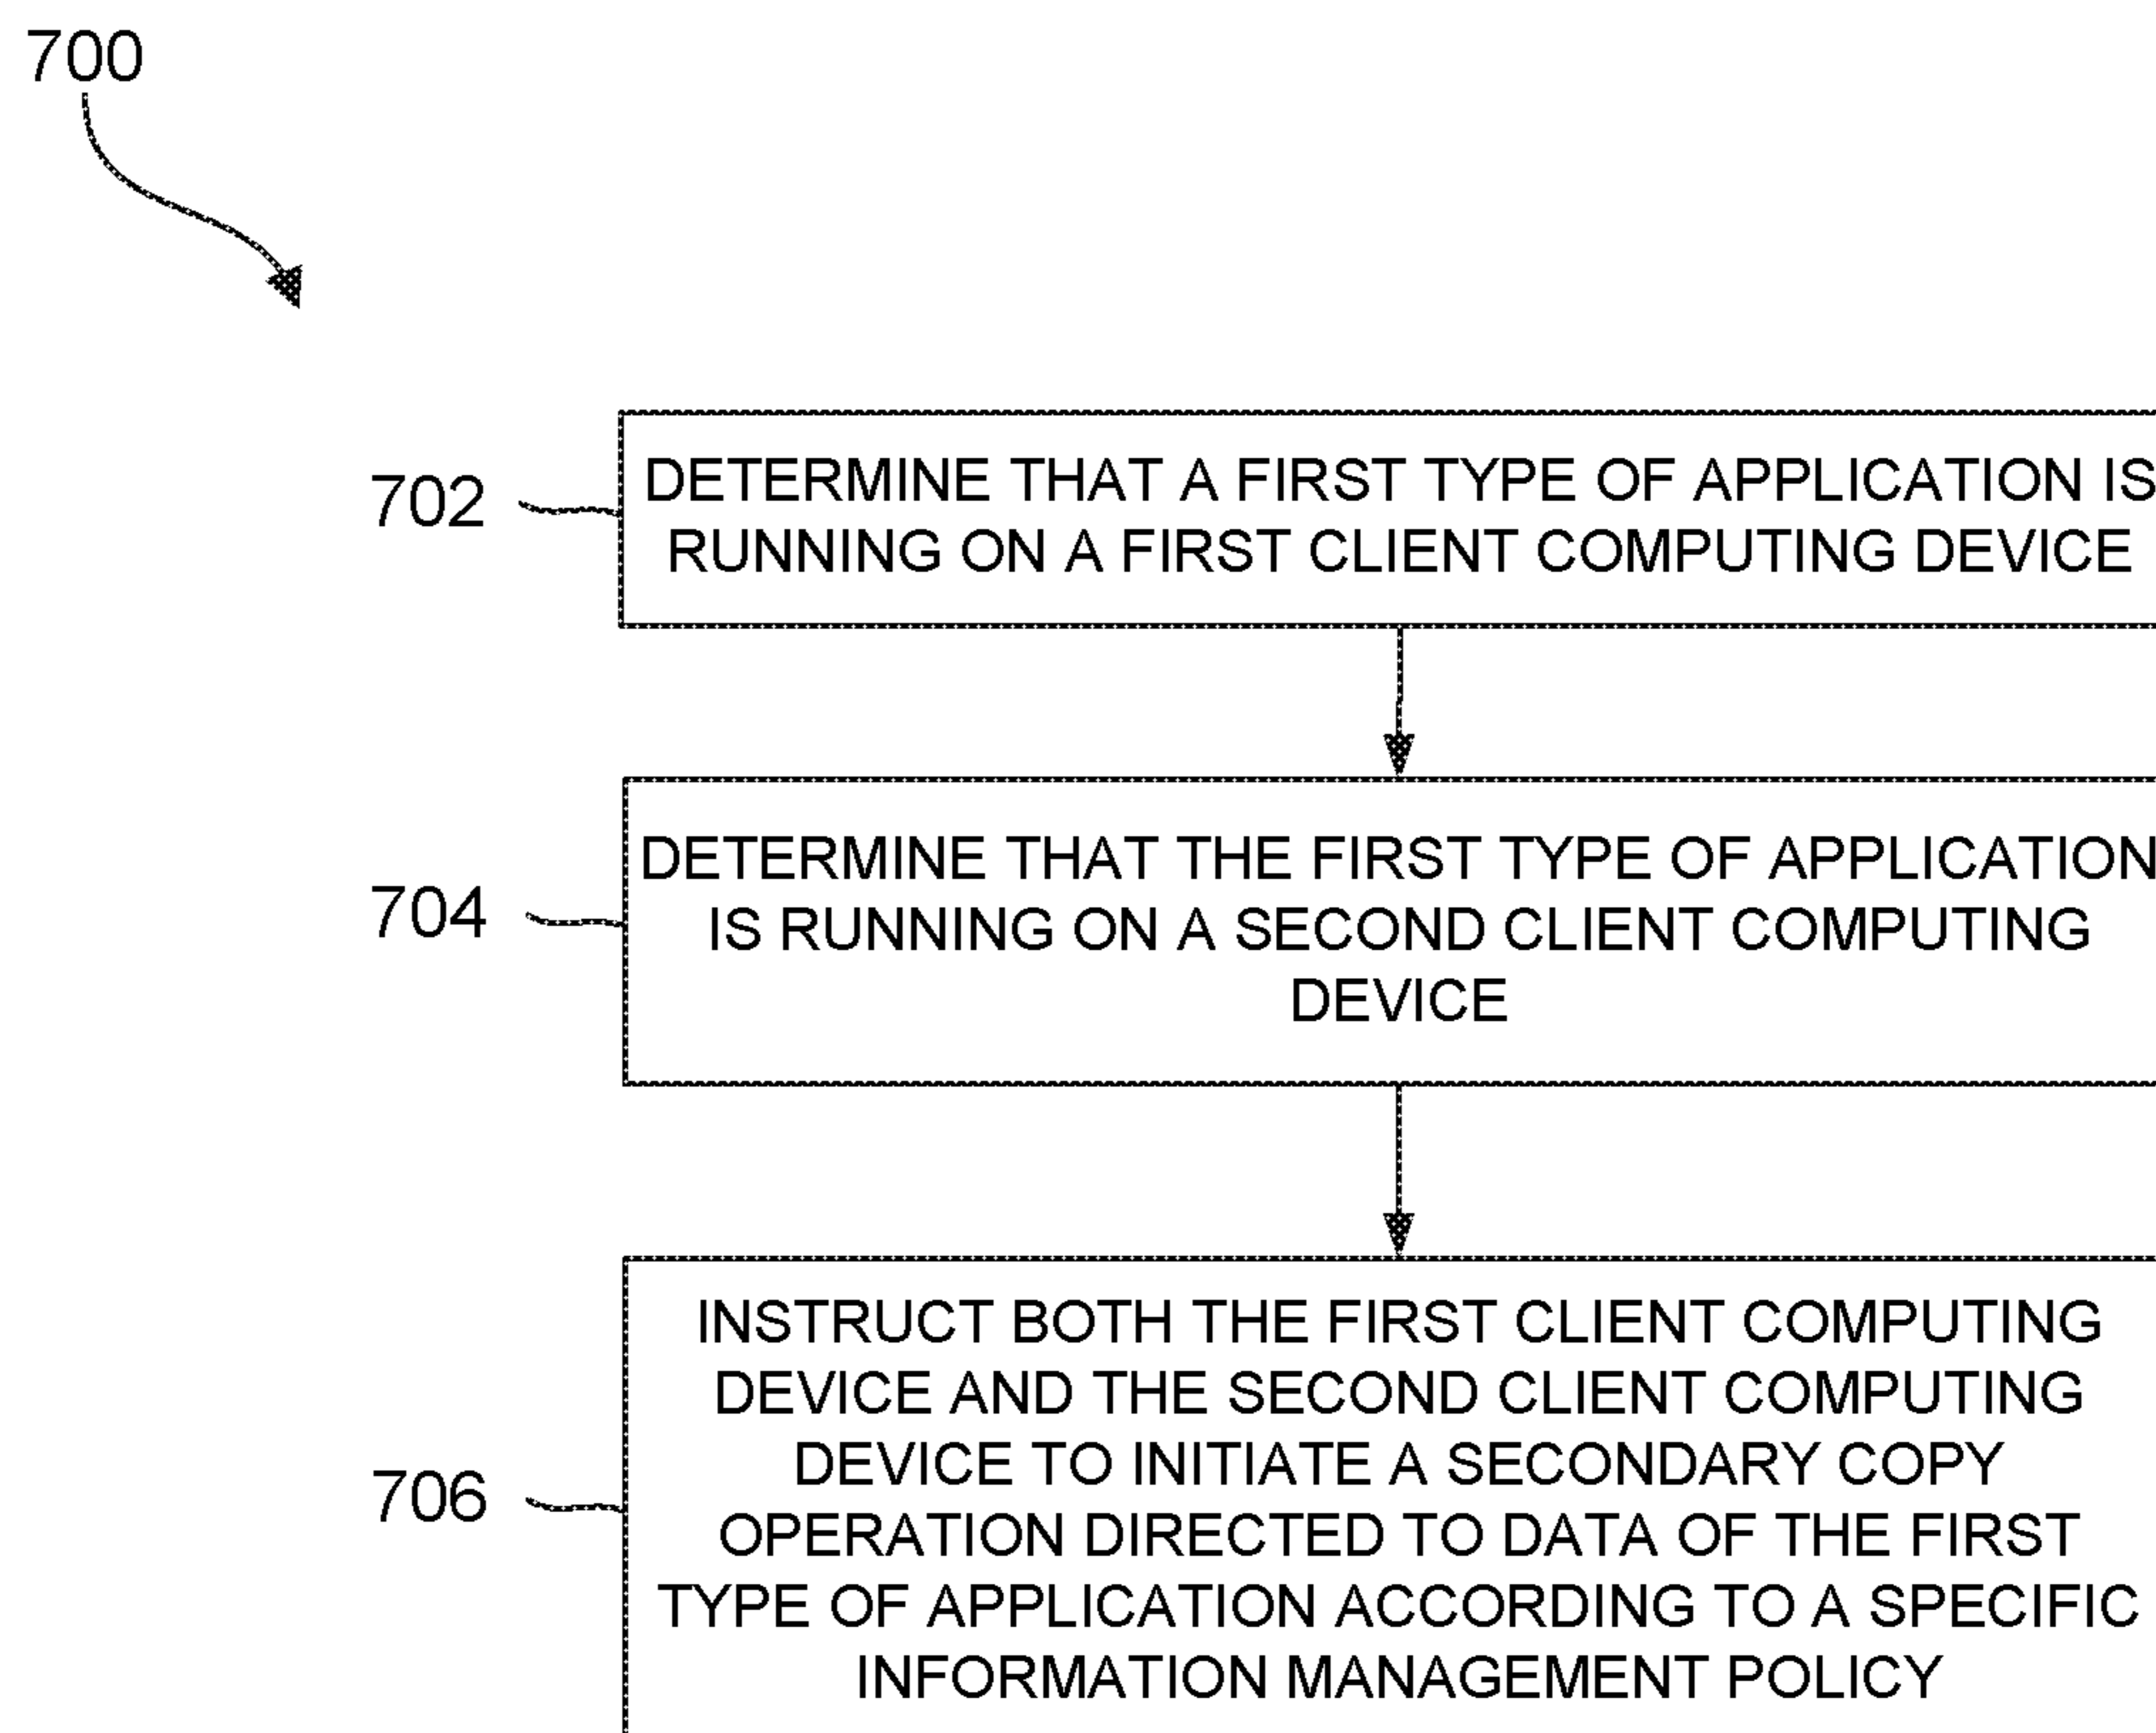 700
702
DETERMINE THAT A FIRST TYPE OF APPLICATION IS
RUNNING ON A FIRST CLIENT COMPUTING DEVICE
704
DETERMINE THAT THE FIRST TYPE OF APPLICATION
IS RUNNING ON A SECOND CLIENT COMPUTING
DEVICE
706
INSTRUCT BOTH THE FIRST CLIENT COMPUTING
DEVICE AND THE SECOND CLIENT COMPUTING
DEVICE TO INITIATE A SECONDARY COPY
OPERATION DIRECTED TO DATA OF THE FIRST
TYPE OF APPLICATION ACCORDING TO A SPECIFIC
INFORMATION MANAGEMENT POLICY